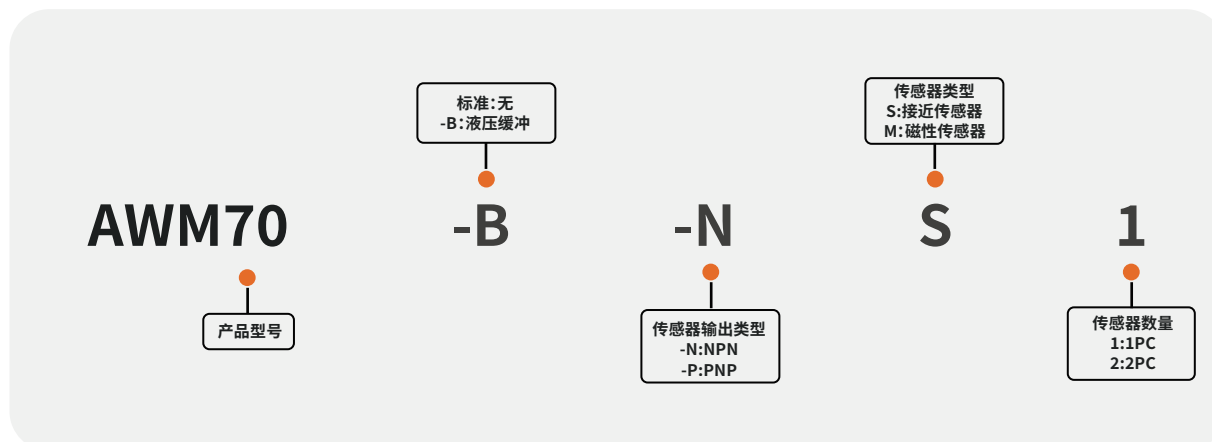 标准:无
-B:液压缓冲
传感器类型
S:接近传感器
M:磁性传感器
AWM70 -B -N S 1
产品型号
传感器输出类型
-N:NPN
-P:PNP
传感器数量
1:1PC
2:2PC